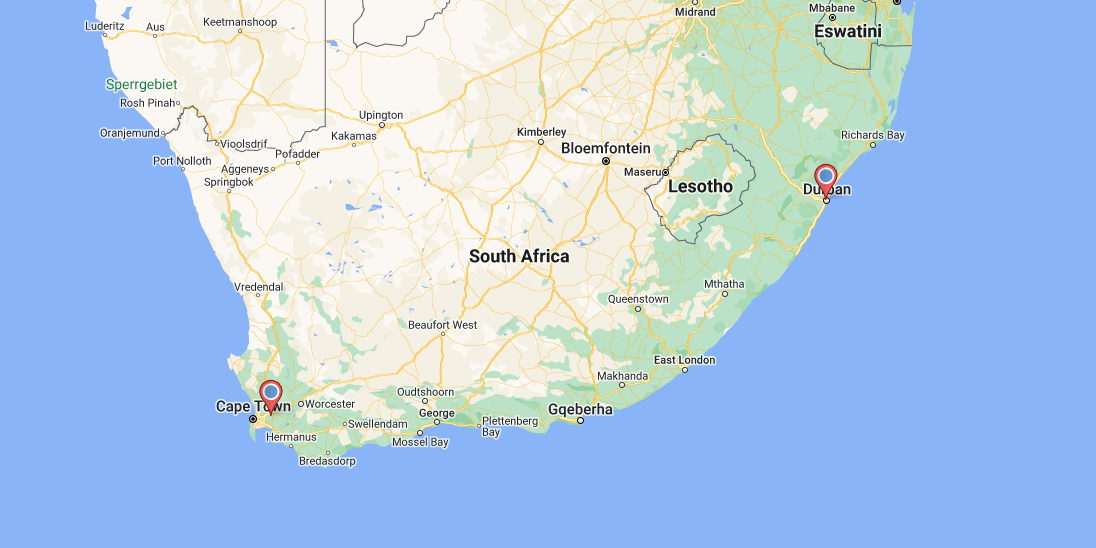 Mbabane
Midrand
Keetmanshoop
Luderitz
Aus
Eswatini
Sperrgebiet
Rosh Pinah
Upington
Oranjemund
Kimberley
Richards Bay
Kakamas
Vioolsdrif
Bloemfontein
Pofadder
Port Nolloth
Aggeneys
Maseru
Springbok
Lesotho
Durban
South Africa
Mthatha
Vredendal
Queenstown
Beaufort West
East London
Makhanda
Oudtshoorn
Cape Town
Worcester
George
Gqeberha
Swellendam
Plettenberg
Bay
Hermanus
Mossel Bay
Bredasdorp